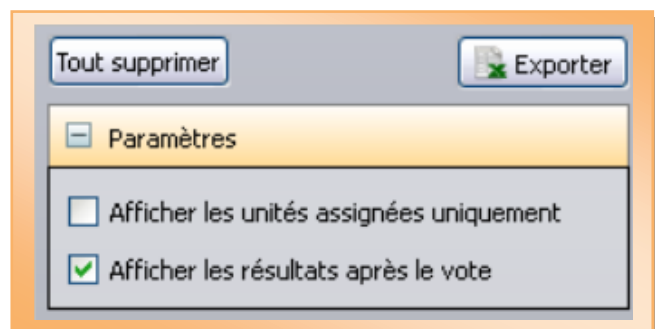 Tout supprimer Exporter
Paramètres
Afficher les unités assignées uniquement
Afficher les résultats après le vote